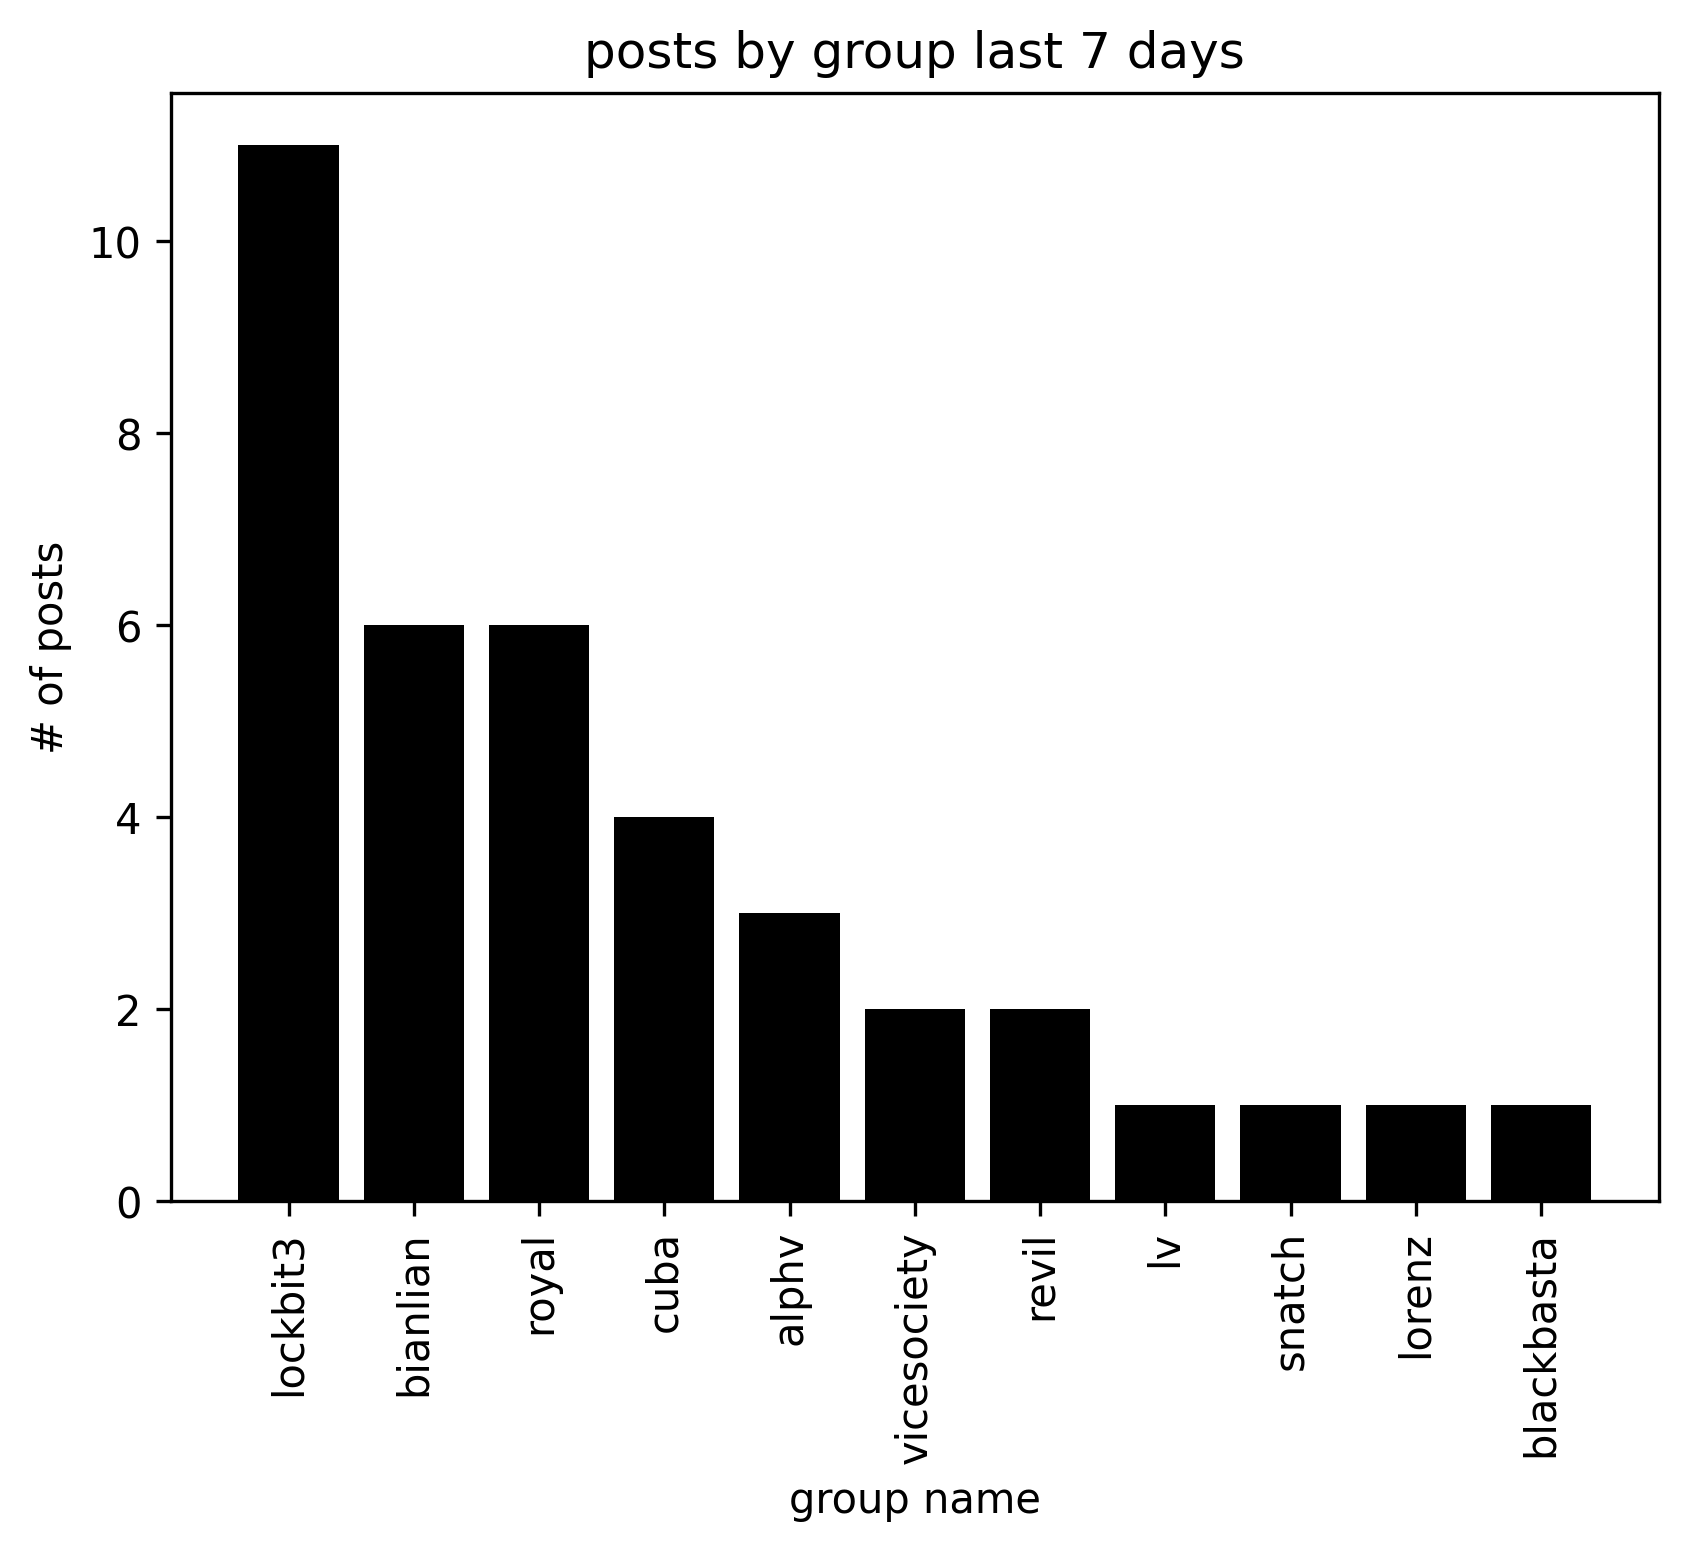 posts by group last 7 days
# of posts
10
8
6
4
2
0
lockbit3
bianlian
royal
cuba
alphv
vicesociety
revil
lv
snatch
lorenz
blackbasta
group name